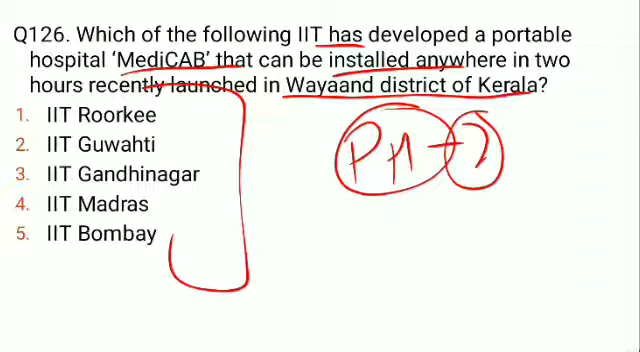 Q126. Which of the following IIT has developed a portable
hospital ‘MediCAB’ that can be installed anywhere in two
hours recently launched in Wayaand district of Kerala?
1. IIT Roorkee
2. IIT Guwahti
3. IIT Gandhinagar
4. IIT Madras
5. IIT Bombay